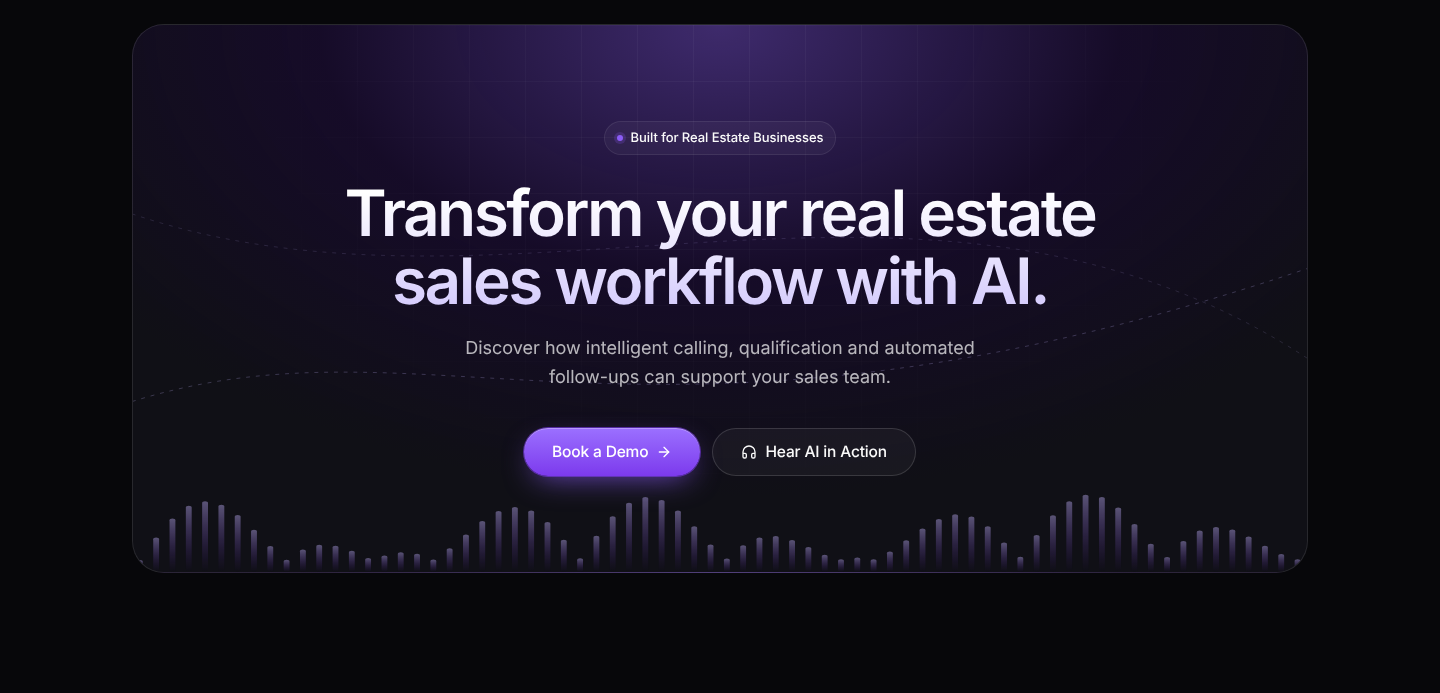 Built for Real Estate Businesses
Transform your real estate
sales workflow with AI.
Discover how intelligent calling, qualification and automated
follow-ups can support your sales team.
Book a Demo →
Hear AI in Action